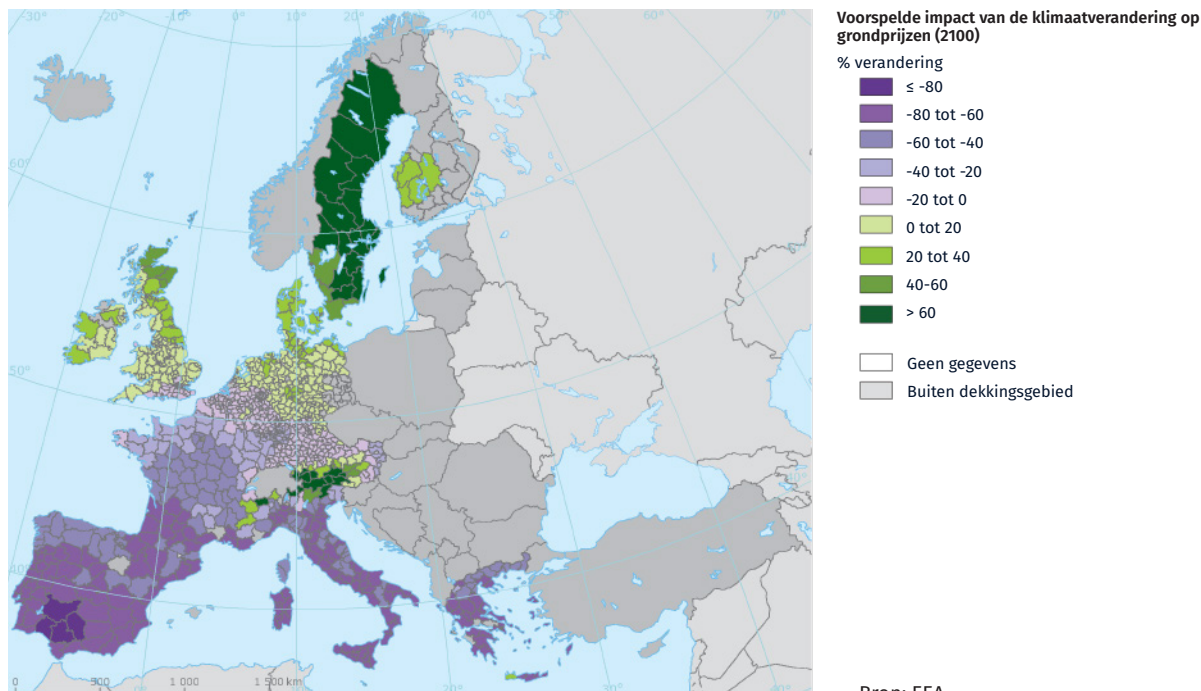 -30° -20° -10° 0° 10° 20° 30° 40° 50° 60° 70°
60°
50°
40°
0 500 1 000 1 500 km
Voorspelde impact van de klimaatverandering op
grondprijzen (2100)
% verandering
≤ -80
-80 tot -60
-60 tot -40
-40 tot -20
-20 tot 0
0 tot 20
20 tot 40
40-60
> 60
Geen gegevens
Buiten dekkingsgebied